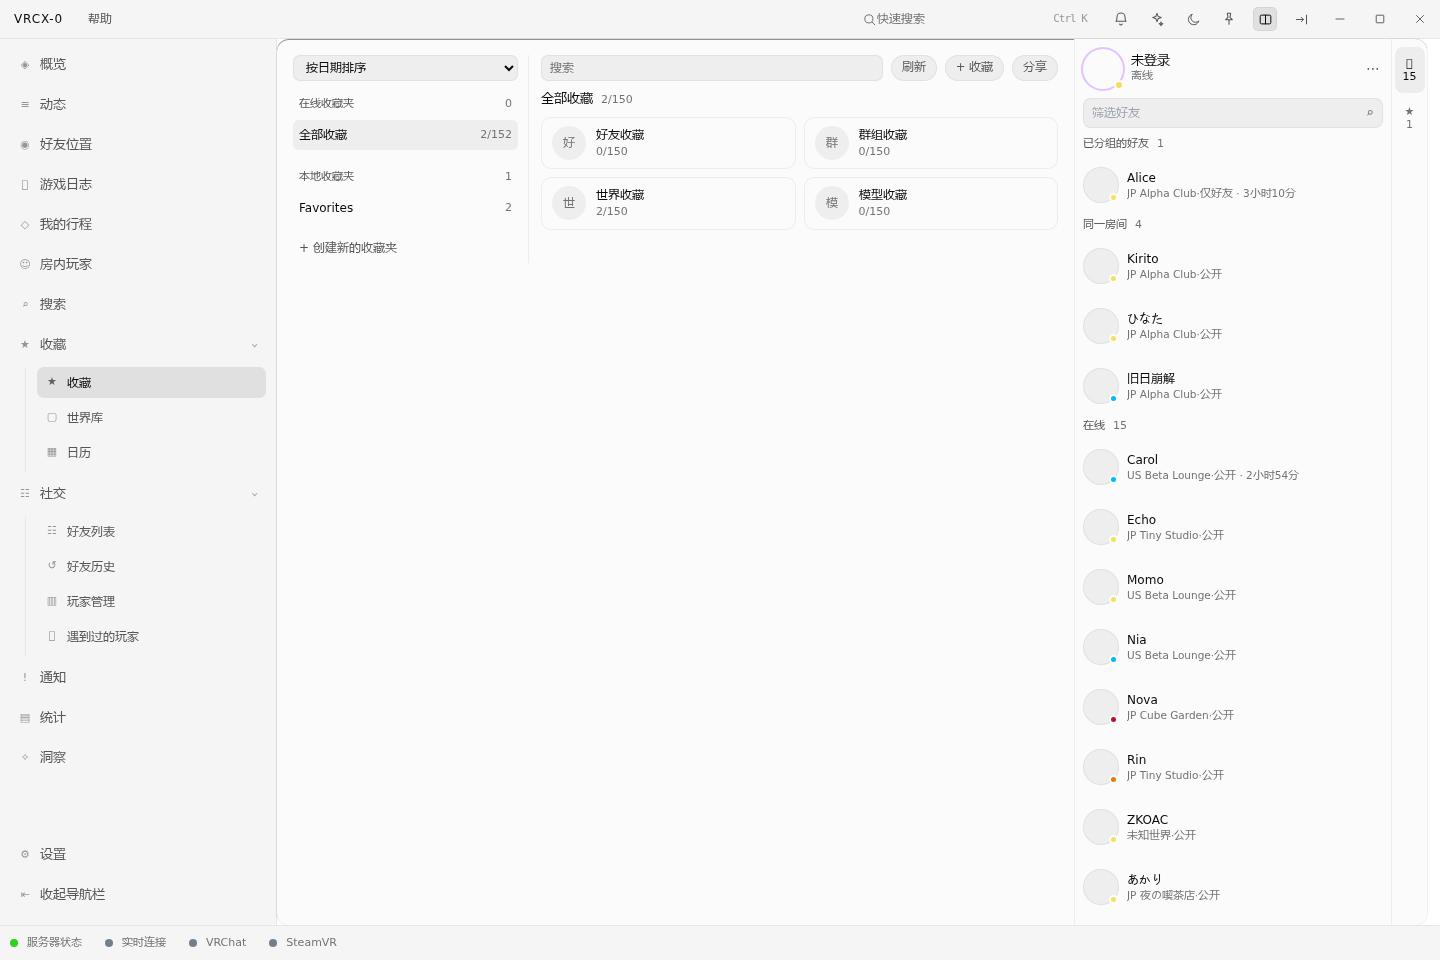 VRCX-0 帮助 快速搜索 Ctrl K
概览
动态
好友位置
游戏日志
我的行程
房内玩家
搜索
收藏
收藏
世界库
日历
社交
好友列表
好友历史
玩家管理
遇到过的玩家
通知
统计
洞察
设置
收起导航栏
按日期排序
在线收藏夹 0
全部收藏 2/152
本地收藏夹 1
Favorites 2
+ 创建新的收藏夹
搜索 刷新 + 收藏 分享
全部收藏 2/150
好 好友收藏
0/150
群 群组收藏
0/150
世 世界收藏
2/150
模 模型收藏
0/150
未登录
离线
筛选好友
已分组的好友 1
Alice
JP Alpha Club·仅好友 · 3小时10分
同一房间 4
Kirito
JP Alpha Club·公开
ひなた
JP Alpha Club·公开
旧日崩解
JP Alpha Club·公开
在线 15
Carol
US Beta Lounge·公开 · 2小时54分
Echo
JP Tiny Studio·公开
Momo
US Beta Lounge·公开
Nia
US Beta Lounge·公开
Nova
JP Cube Garden·公开
Rin
JP Tiny Studio·公开
ZKOAC
未知世界·公开
あかり
JP 夜の喫茶店·公开
15
1
服务器状态 实时连接 VRChat SteamVR